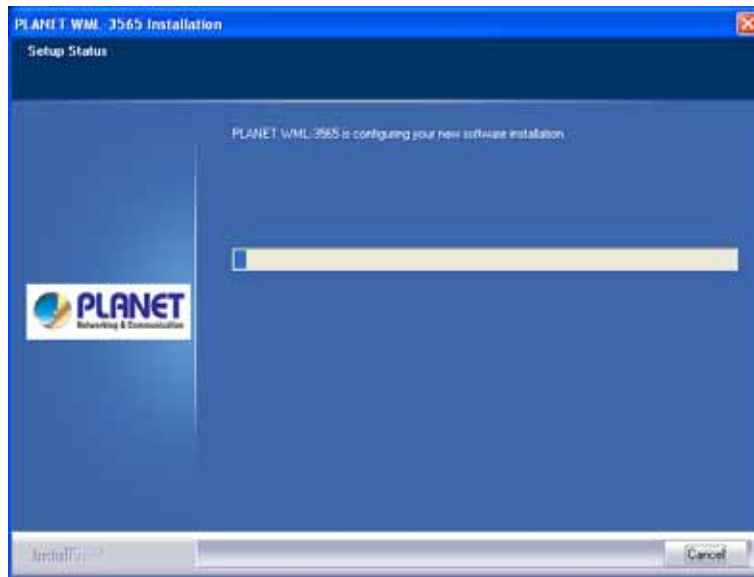 PLANET WML-3565 Installation
Setup Status
PLANET WML-3565 is configuring your new software installation.
PLANET
Networking & Communication
Cancel